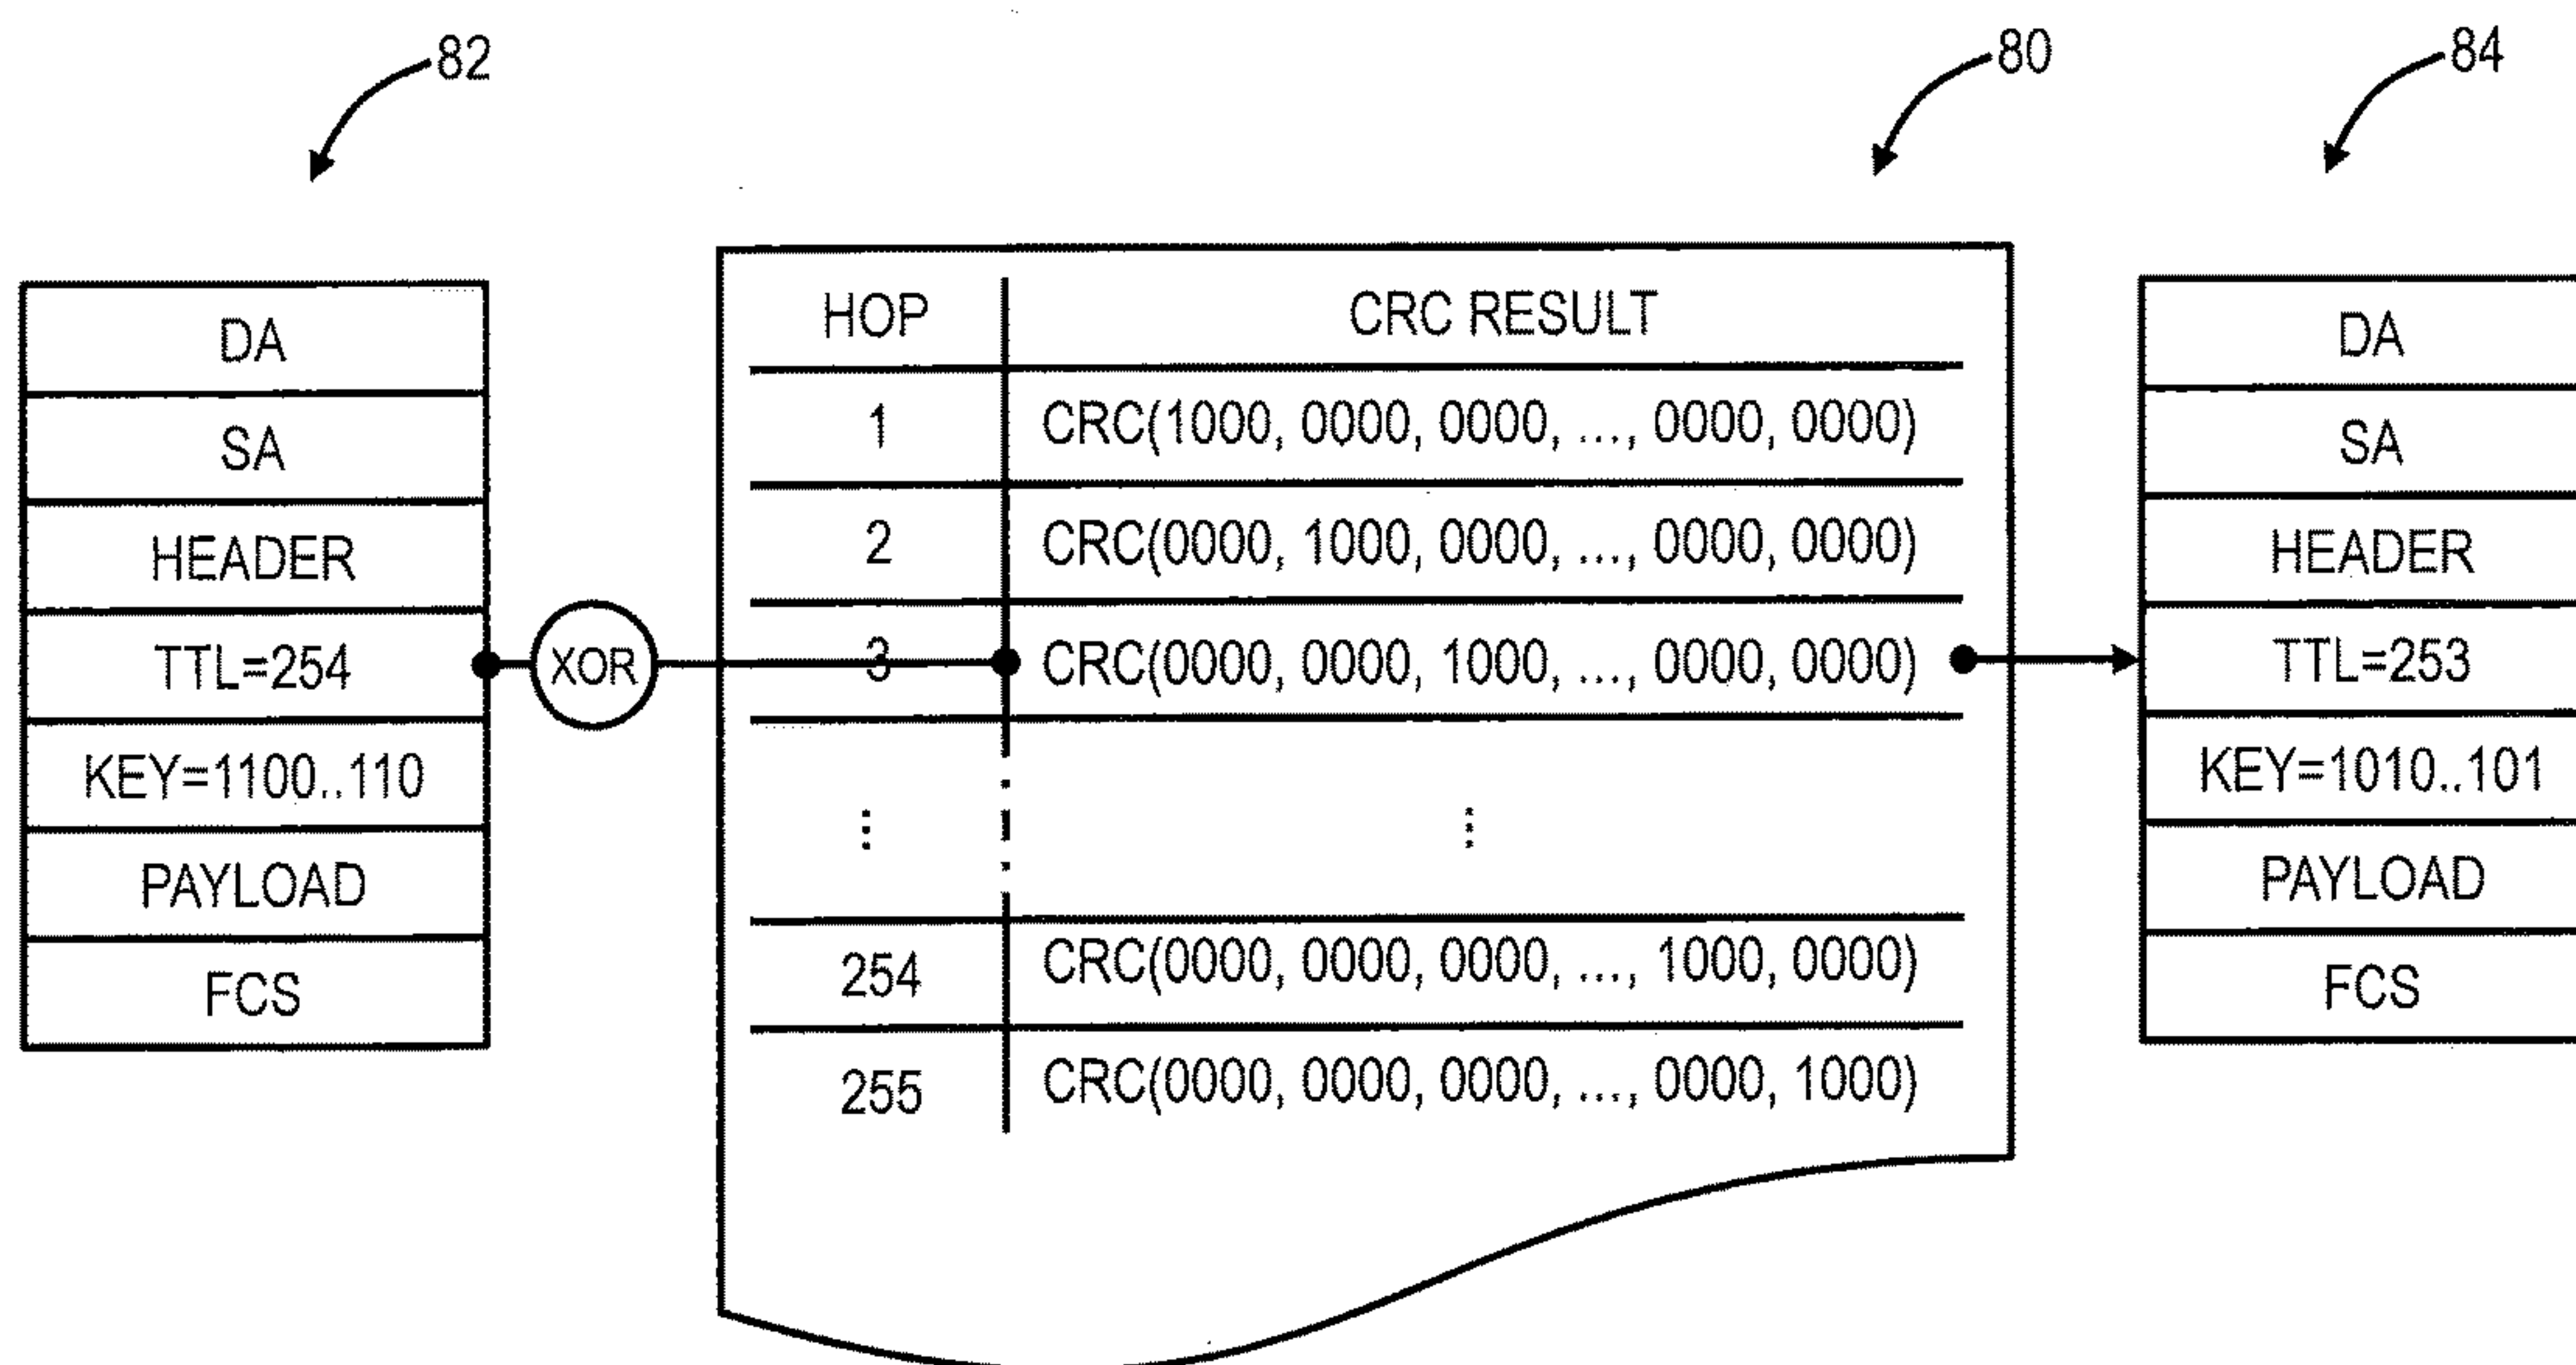 82
80
84
DA
SA
HEADER
TTL=254
KEY=1100..110
PAYLOAD
FCS
XOR
HOP CRC RESULT
1 CRC(1000, 0000, 0000, ..., 0000, 0000)
2 CRC(0000, 1000, 0000, ..., 0000, 0000)
3 CRC(0000, 0000, 1000, ..., 0000, 0000)
⋮ ⋮
254 CRC(0000, 0000, 0000, ..., 1000, 0000)
255 CRC(0000, 0000, 0000, ..., 0000, 1000)
DA
SA
HEADER
TTL=253
KEY=1010..101
PAYLOAD
FCS